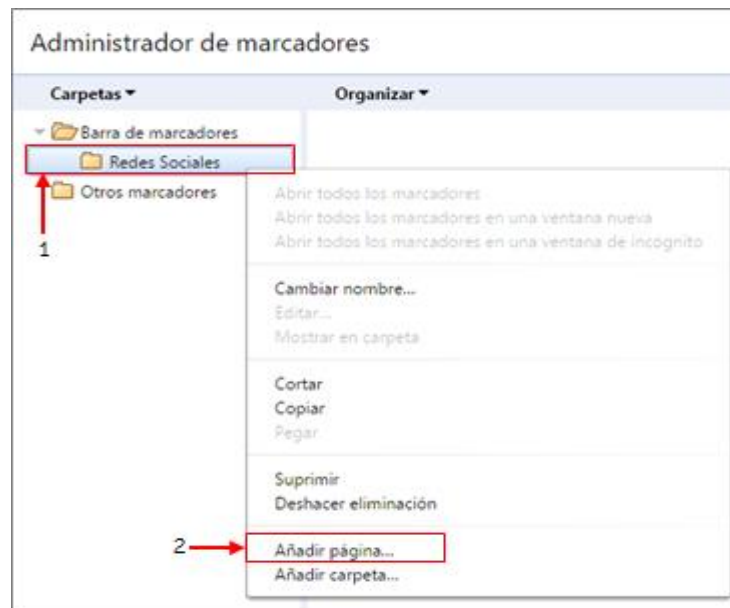 Administrador de marcadores
Carpetas Organizar
Barra de marcadores
Redes Sociales
Otros marcadores
1
Abrir todos los marcadores
Abrir todos los marcadores en una ventana nueva
Abrir todos los marcadores en una ventana de incognito
Cambiar nombre...
Editar...
Mostrar en carpeta
Cortar
Copiar
Pegar
Suprimir
Deshacer eliminación
2
Añadir página...
Añadir carpeta...